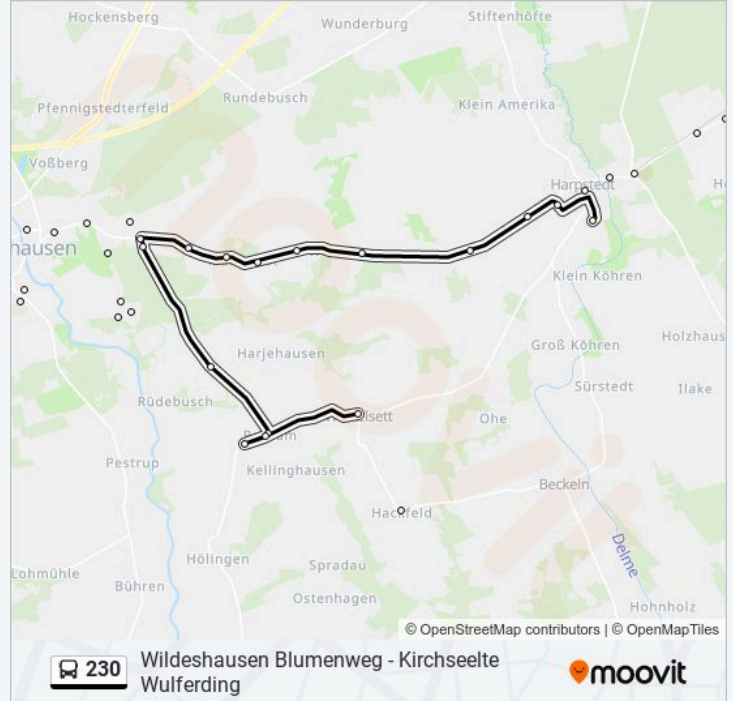 Hockensberg
Stiftenhöfte
Wunderburg
Rundebusch
Klein Amerika
Pfennigstedterfeld
Voßberg
Harpstedt
hausen
Klein Köhren
Groß Köhren
Holzhaus
Harjehausen
Sürstedt
Ilake
Rüdebusch
Ohe
Pestrup
Kellinghausen
Beckeln
Hackfeld
Delme
Hölingen
Spradau
Lohmühle
Bühren
Ostenhagen
Hohnholz
© OpenStreetMap contributors | © OpenMapTiles
230
Wildeshausen Blumenweg - Kirchseelte
Wulferding
moovit